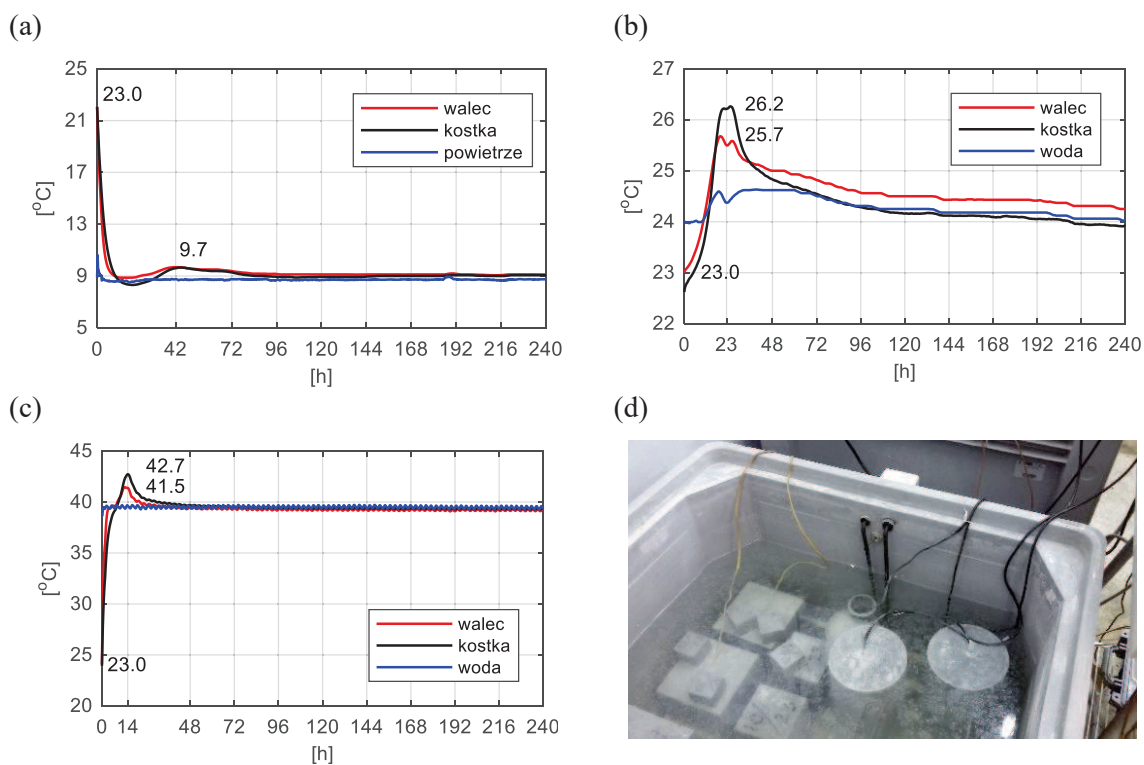 (a)
25
21
17
13
9
5
[°C]
23.0
9.7
walec
kostka
powietrze
0 42 72 96 120 144 168 192 216 240
[h]
(b)
27
26
25
24
23
22
[°C]
26.2
25.7
23.0
walec
kostka
woda
0 23 48 72 96 120 144 168 192 216 240
[h]
(c)
45
40
35
30
25
20
[°C]
42.7
41.5
23.0
walec
kostka
woda
0 14 48 72 96 120 144 168 192 216 240
[h]
(d)